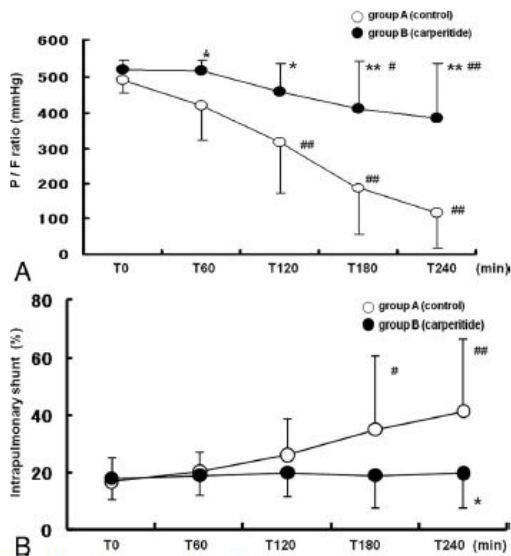 group A (control)
group B (carperitide)
P / F ratio (mmHg)
600
500
400
300
200
100
0
*
*
** #
** ##
##
##
##
T0 T60 T120 T180 T240 (min)
A
group A (control)
group B (carperitide)
Intrapulmonary shunt (%)
80
60
40
20
0
#
##
*
T0 T60 T120 T180 T240 (min)
B